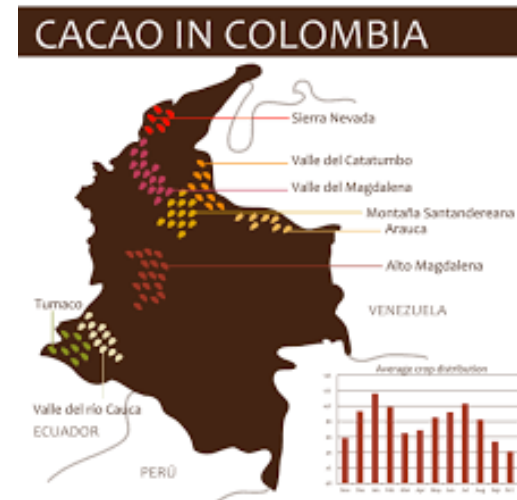 CACAO IN COLOMBIA
Sierra Nevada
Valle del Catatumbo
Valle del Magdalena
Montaña Santandereana
Arauca
Alto Magdalena
Tumaco
VENEZUELA
Valle del río Cauca
ECUADOR
PERÚ
Average crop distribution